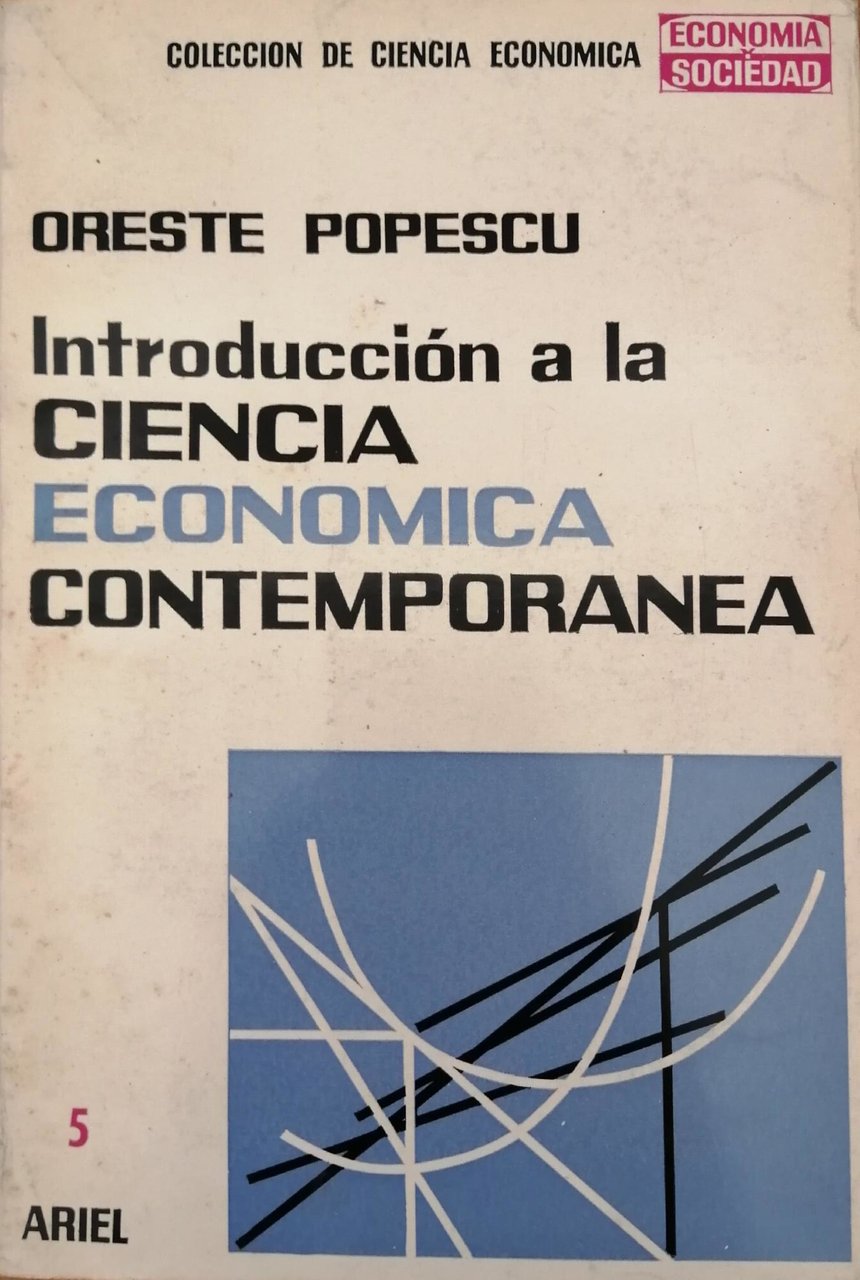 COLECCION DE CIENCIA ECONOMICA
ECONOMIA
Y
SOCIEDAD
ORESTE POPESCU
Introducción a la
CIENCIA
ECONOMICA
CONTEMPORANEA
5
ARIEL